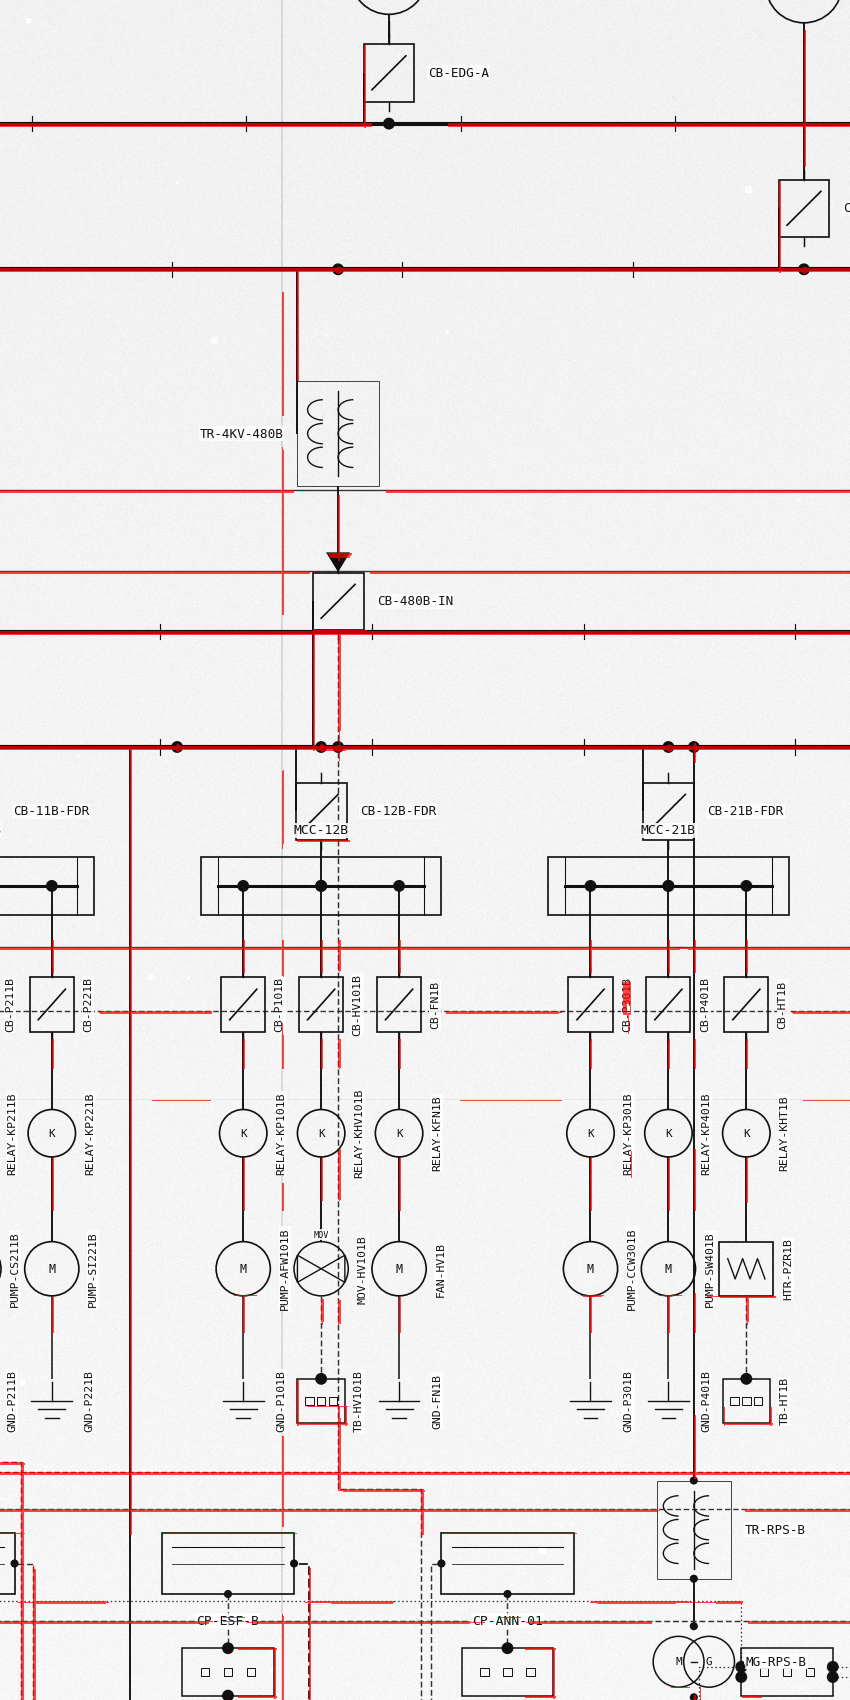 CB-EDG-A
C
TR-4KV-480B
CB-480B-IN
CB-11B-FDR
CB-12B-FDR
CB-21B-FDR
MCC-12B
MCC-21B
CB-P211B
CB-P221B
CB-P101B
CB-HV101B
CB-FN1B
CB-P301B
CB-P401B
CB-HT1B
K
K
K
K
K
K
K
RELAY-KP211B
RELAY-KP221B
RELAY-KP101B
RELAY-KHV101B
RELAY-KFN1B
RELAY-KP301B
RELAY-KP401B
RELAY-KHT1B
MOV
M
M
M
M
M
PUMP-CS211B
PUMP-SI221B
PUMP-AFW101B
MOV-HV101B
FAN-HV1B
PUMP-CCW301B
PUMP-SW401B
HTR-PZR1B
GND-P211B
GND-P221B
GND-P101B
TB-HV101B
GND-FN1B
GND-P301B
GND-P401B
TB-HT1B
TR-RPS-B
CP-ESF-B
CP-ANN-01
M
G
MG-RPS-B